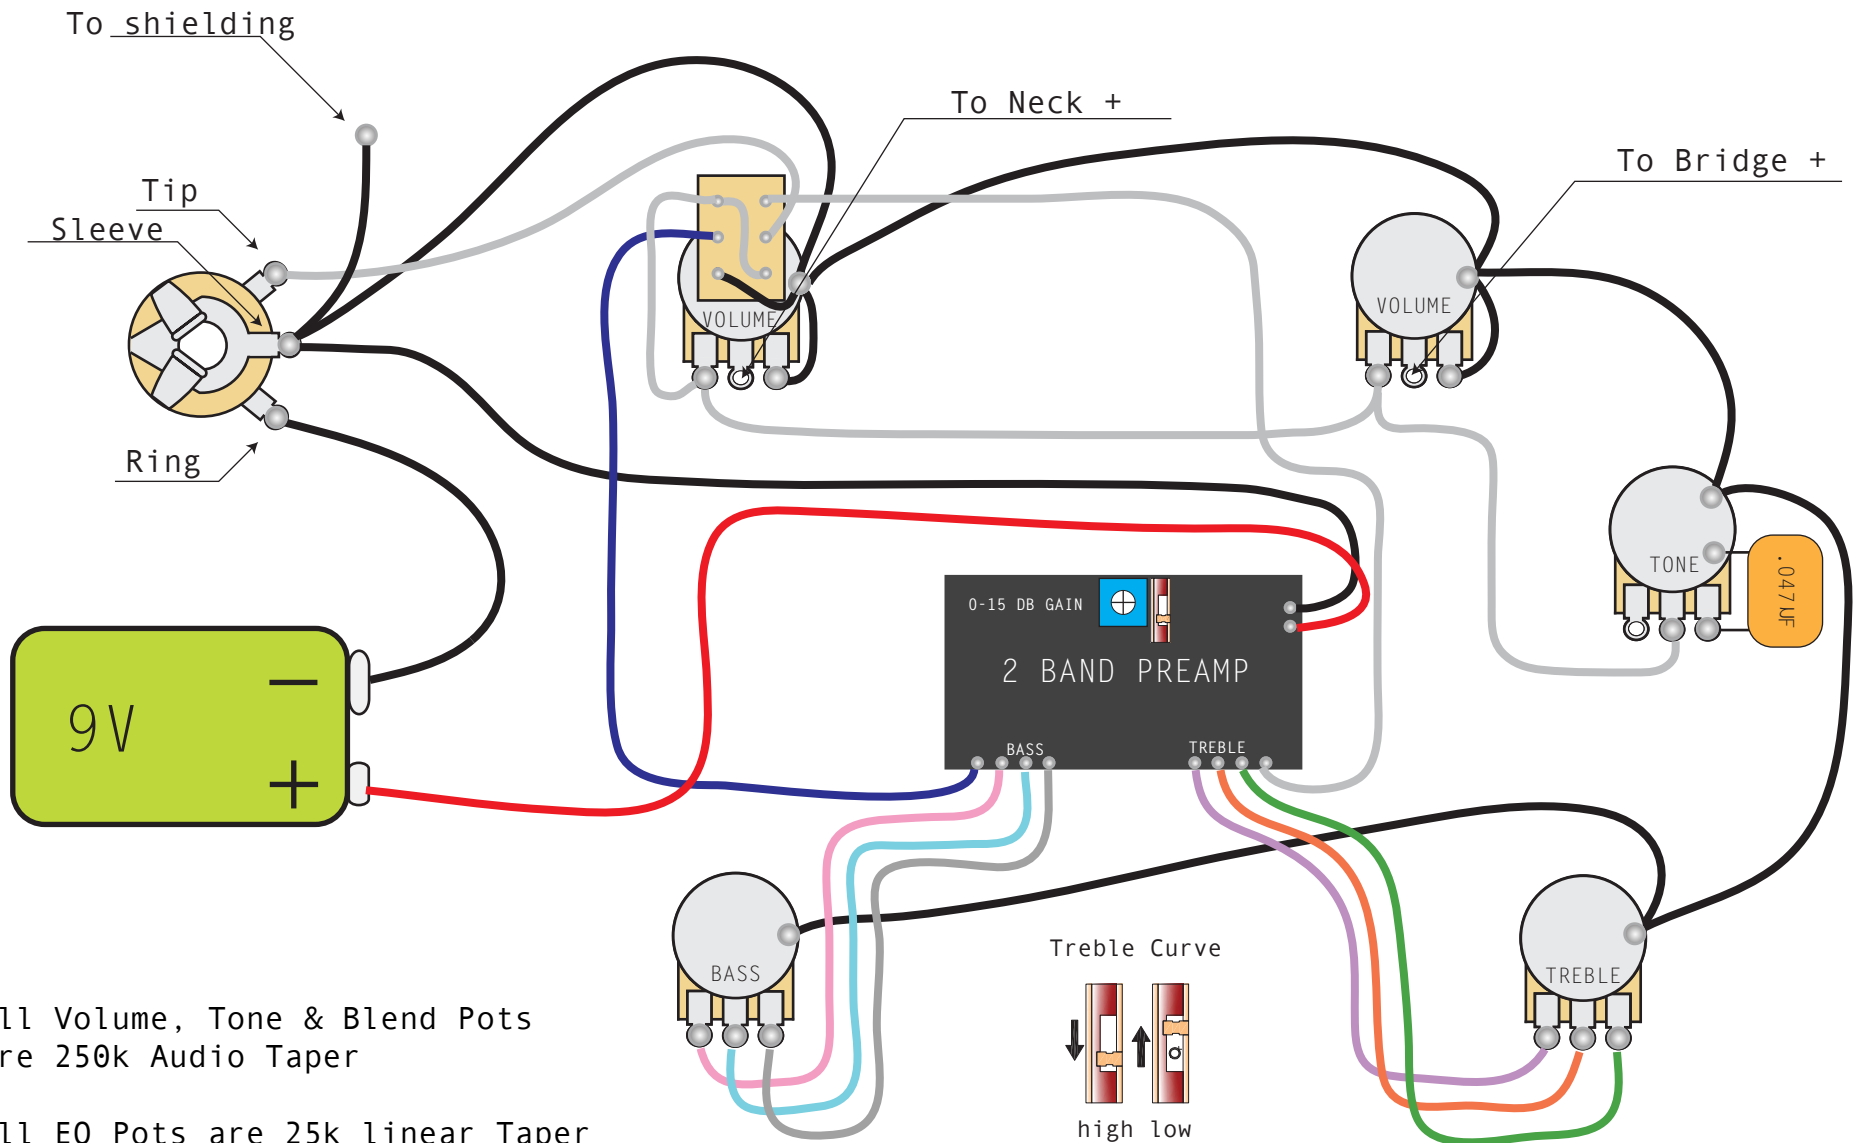 To shielding
To Neck +
To Bridge +
Tip
Sleeve
Ring
VOLUME
VOLUME
TONE
.047UF
0-15 DB GAIN
2 BAND PREAMP
BASS
TREBLE
9V
−
+
BASS
TREBLE
Treble Curve
high low
ll Volume, Tone & Blend Pots
re 250k Audio Taper
ll EQ Pots are 25k linear Taper